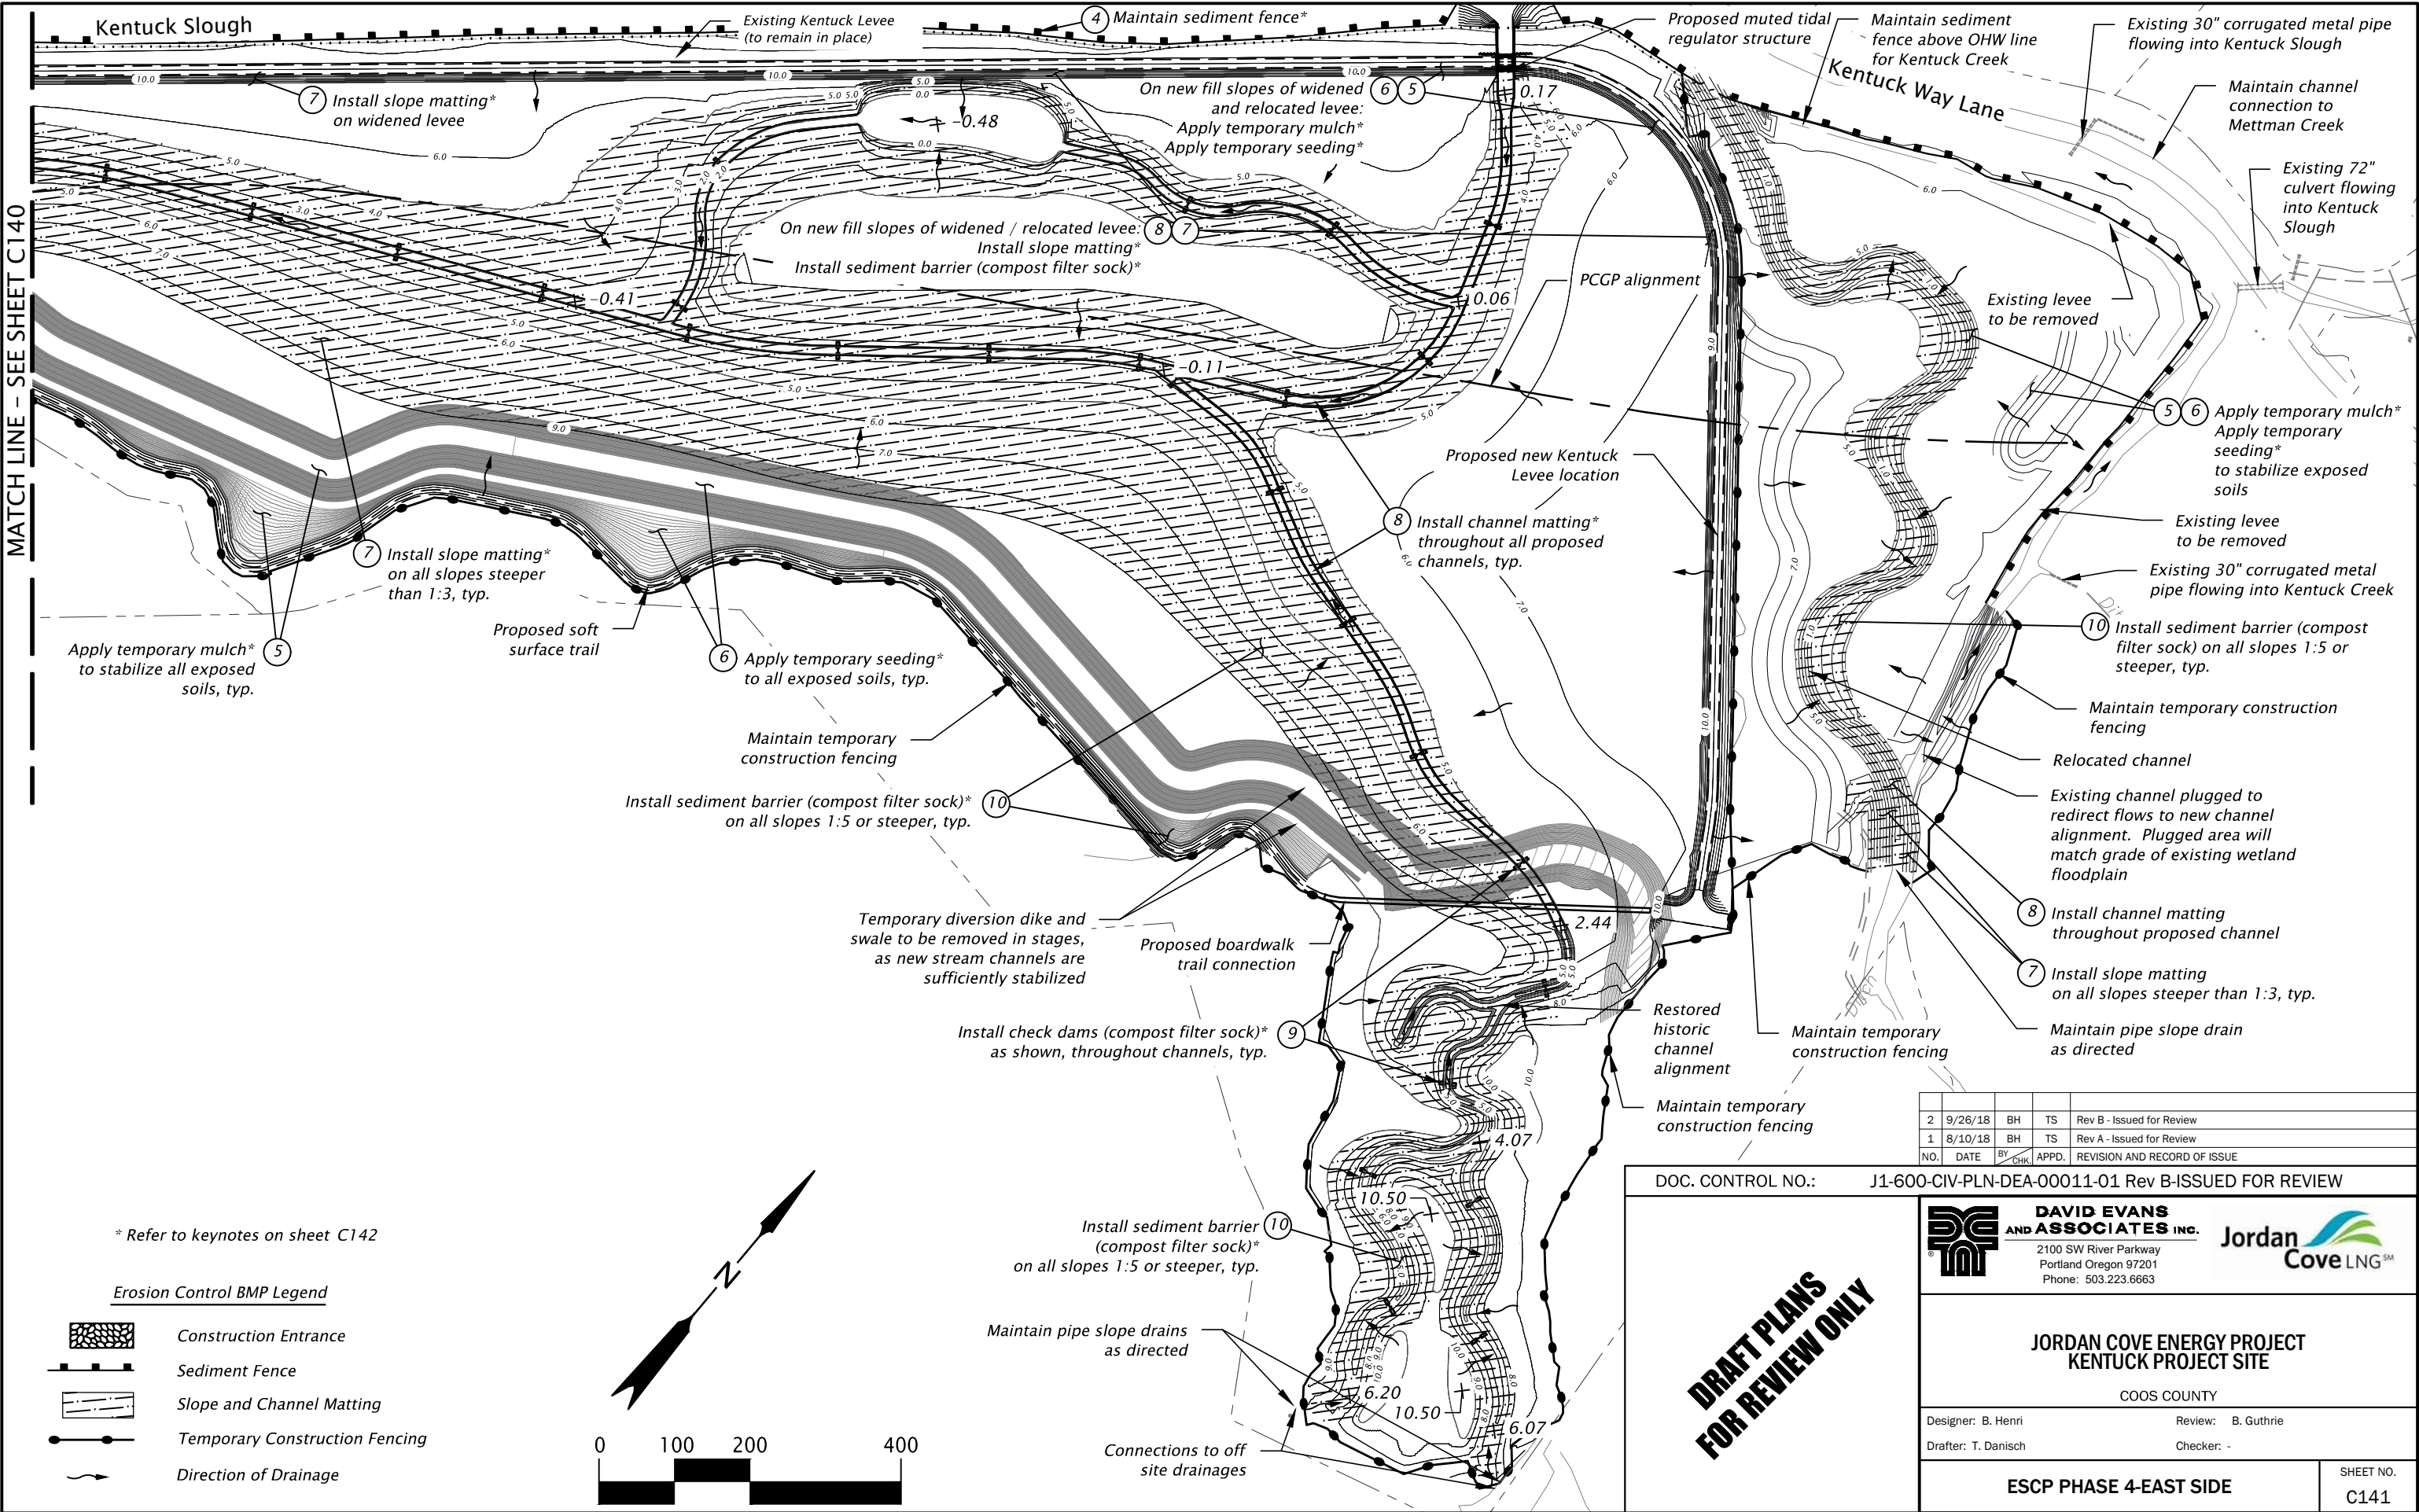 Kentuck Slough
Existing Kentuck Levee
(to remain in place)
4 Maintain sediment fence*
Proposed muted tidal
regulator structure
Maintain sediment
fence above OHW line
for Kentuck Creek
Existing 30" corrugated metal pipe
flowing into Kentuck Slough
Kentuck Way Lane
Maintain channel
connection to
Mettman Creek
Existing 72"
culvert flowing
into Kentuck
Slough
7 Install slope matting*
on widened levee
On new fill slopes of widened 6 5
and relocated levee:
Apply temporary mulch*
Apply temporary seeding*
0.17
-0.48
On new fill slopes of widened / relocated levee: 8 7
Install slope matting*
Install sediment barrier (compost filter sock)*
MATCH LINE – SEE SHEET C140
-0.41
0.06
-0.11
PCGP alignment
Existing levee
to be removed
5 6 Apply temporary mulch*
Apply temporary
seeding*
to stabilize exposed
soils
Proposed new Kentuck
Levee location
8 Install channel matting*
throughout all proposed
channels, typ.
Existing levee
to be removed
Existing 30" corrugated metal
pipe flowing into Kentuck Creek
7 Install slope matting*
on all slopes steeper
than 1:3, typ.
Proposed soft
surface trail
Apply temporary mulch* 5
to stabilize all exposed
soils, typ.
6 Apply temporary seeding*
to all exposed soils, typ.
10 Install sediment barrier (compost
filter sock) on all slopes 1:5 or
steeper, typ.
Maintain temporary construction
fencing
Relocated channel
Existing channel plugged to
redirect flows to new channel
alignment. Plugged area will
match grade of existing wetland
floodplain
Maintain temporary
construction fencing
Install sediment barrier (compost filter sock)* 10
on all slopes 1:5 or steeper, typ.
Temporary diversion dike and
swale to be removed in stages,
as new stream channels are
sufficiently stabilized
Proposed boardwalk
trail connection
2.44
8 Install channel matting
throughout proposed channel
7 Install slope matting
on all slopes steeper than 1:3, typ.
Maintain pipe slope drain
as directed
Ditch
Install check dams (compost filter sock)* 9
as shown, throughout channels, typ.
Restored
historic
channel
alignment
Maintain temporary
construction fencing
Maintain temporary
construction fencing
4.07
10.50
Install sediment barrier 10
(compost filter sock)*
on all slopes 1:5 or steeper, typ.
Maintain pipe slope drains
as directed
6.20
10.50
6.07
Connections to off
site drainages
* Refer to keynotes on sheet C142
Erosion Control BMP Legend
Construction Entrance
Sediment Fence
Slope and Channel Matting
Temporary Construction Fencing
Direction of Drainage
N
0 100 200 400
2 9/26/18 BH TS Rev B - Issued for Review
1 8/10/18 BH TS Rev A - Issued for Review
NO. DATE BY/CHK. APPD. REVISION AND RECORD OF ISSUE
DOC. CONTROL NO.: J1-600-CIV-PLN-DEA-00011-01 Rev B-ISSUED FOR REVIEW
DRAFT PLANS
FOR REVIEW ONLY
DAVID EVANS
AND ASSOCIATES INC.
2100 SW River Parkway
Portland Oregon 97201
Phone: 503.223.6663
Jordan
Cove LNG SM
JORDAN COVE ENERGY PROJECT
KENTUCK PROJECT SITE
COOS COUNTY
Designer: B. Henri Review: B. Guthrie
Drafter: T. Danisch Checker: -
ESCP PHASE 4-EAST SIDE
SHEET NO.
C141